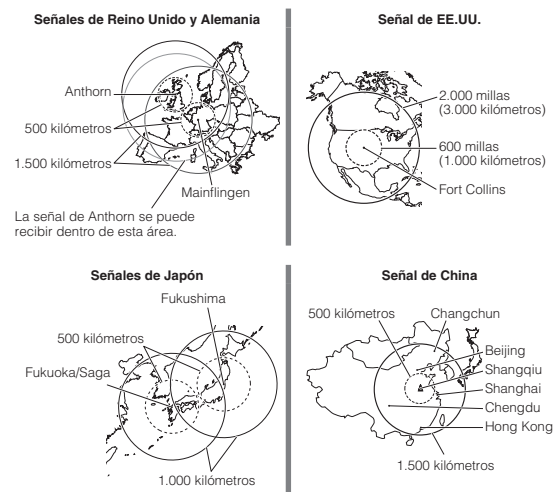 Señales de Reino Unido y Alemania
Anthorn
500 kilómetros
1.500 kilómetros
Mainflingen
La señal de Anthorn se puede
recibir dentro de esta área.
Señal de EE.UU.
2.000 millas
(3.000 kilómetros)
600 millas
(1.000 kilómetros)
Fort Collins
Señales de Japón
Fukushima
500 kilómetros
Fukuoka/Saga
1.000 kilómetros
Señal de China
500 kilómetros
Changchun
Beijing
Shangqiu
Shanghai
Chengdu
Hong Kong
1.500 kilómetros